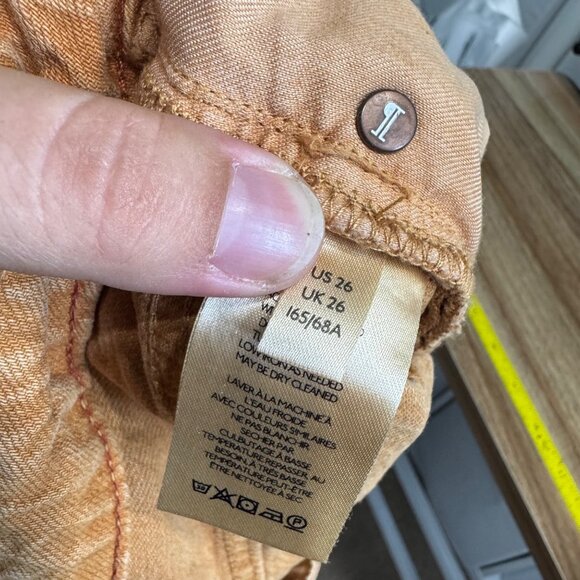 US 26
UK 26
165/68A
LOW IRON AS NEEDED
MAY BE DRY CLEANED
LAVER À LA MACHINE À
L'EAU FROIDE
AVEC COULEURS SIMILAIRES
NE PAS BLANCHIR
SÉCHER PAR
CULBUTAGE À BASSE
TEMPÉRATURE REPASSER AU
BESOIN À TRÈS BASSE
TEMPÉRATURE PEUT
ÊTRE NETTOYÉE À SEC